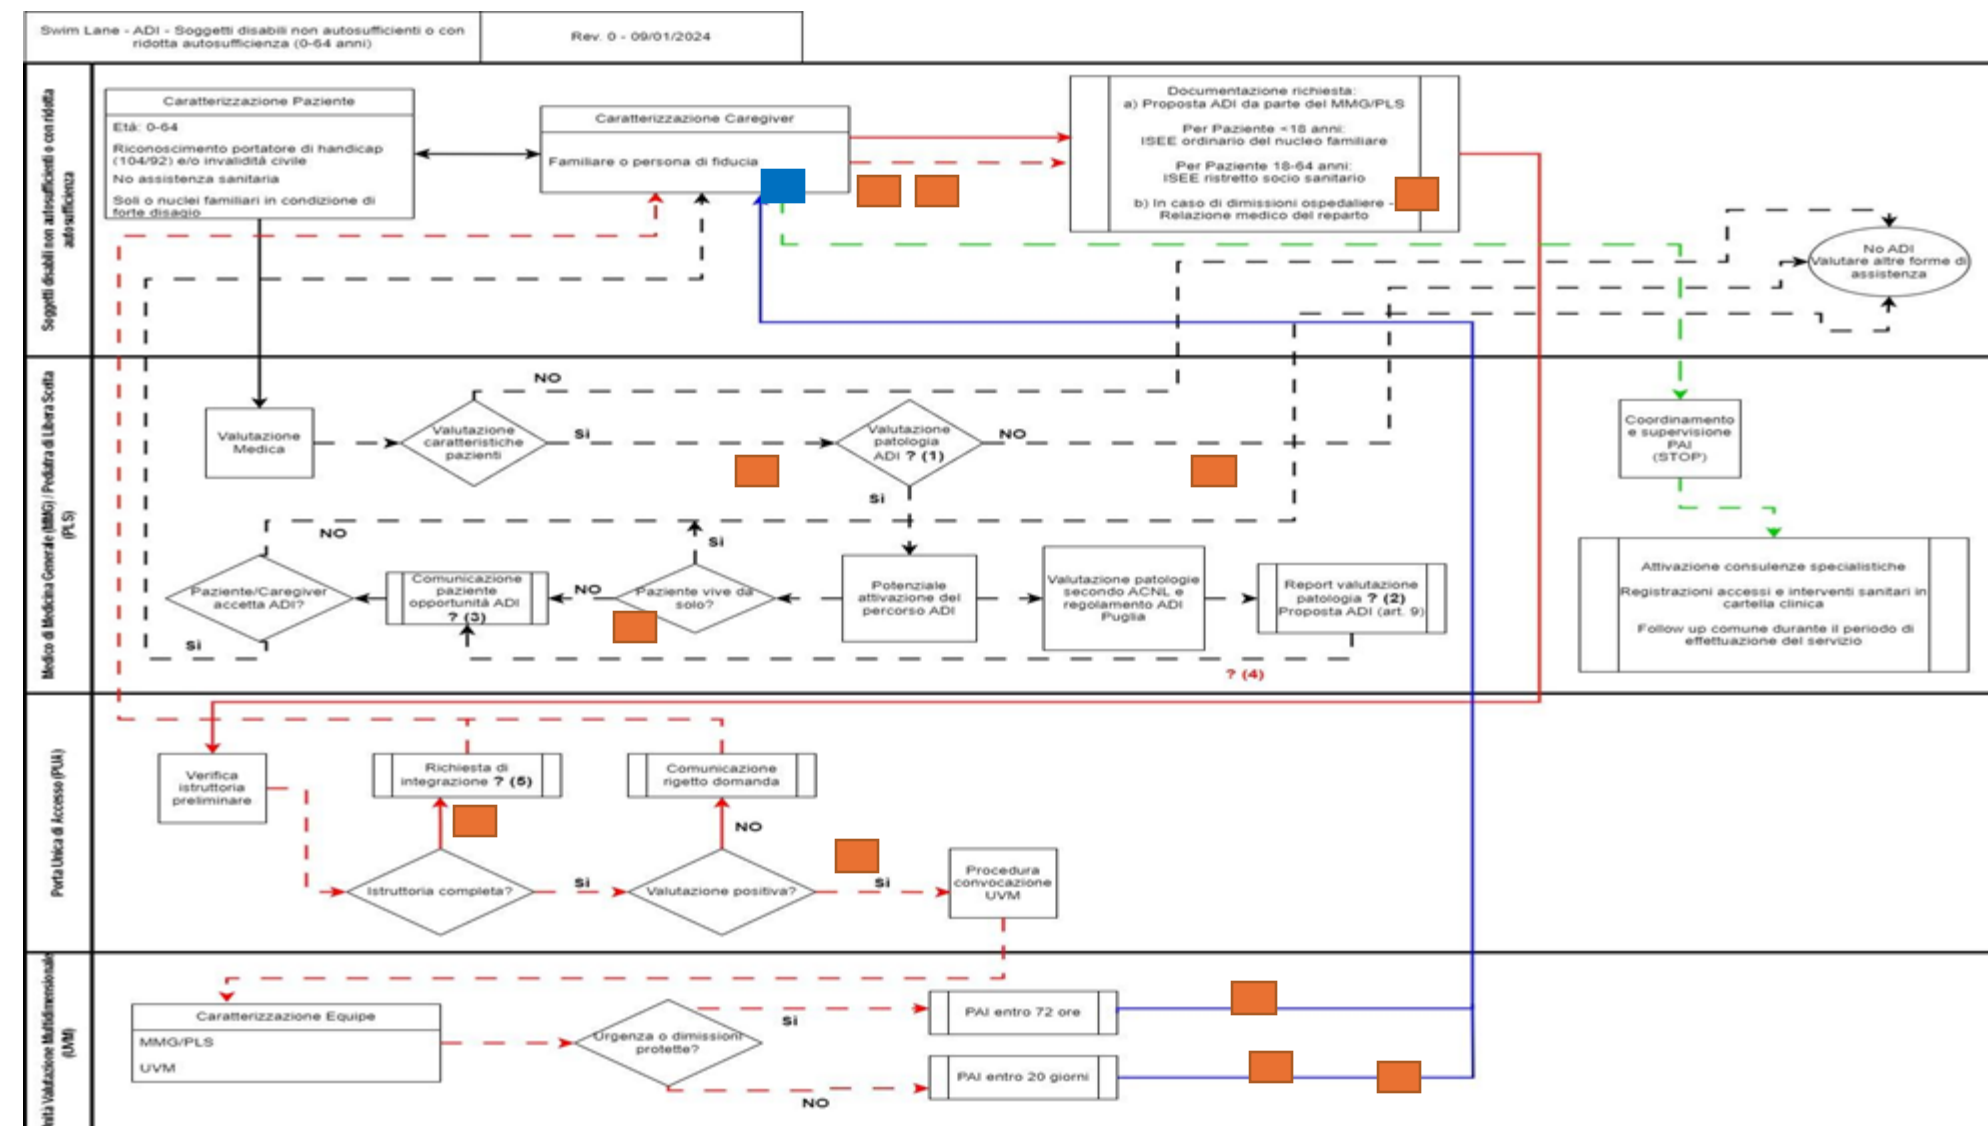 Swim Lane - ADI - Soggetti disabili non autosufficienti o con
ridotta autosufficienza (0-64 anni)
Rev. 0 - 09/01/2024
Soggetti disabili non autosufficienti o con ridotta
autosufficienza
Caratterizzazione Paziente
Etá: 0-64
Riconoscimento portatore di handicap
(104/92) e/o invalidità civile
No assistenza sanitaria
Soli o nuclei familiari in condizione di
forte disagio
Caratterizzazione Caregiver
Familiare o persona di fiducia
Documentazione richiesta:
a) Proposta ADI da parte del MMG/PLS
Per Paziente <18 anni:
ISEE ordinario del nucleo familiare
Per Paziente 18-64 anni:
ISEE ristretto socio sanitario
b) In caso di dimissioni ospedaliere -
Relazione medico del reparto
No ADI
Valutare altre forme di
assistenza
Medico di Medicina Generale (MMG) / Pediatra di Libera Scelta
(PLS)
NO
Valutazione
Medica
Valutazione
caratteristiche
pazienti
Sì
Valutazione
patologia
ADI ? (1)
NO
Sì
Coordinamento
e supervisione
PAI
(STOP)
NO
Sì
Paziente/Caregiver
accetta ADI?
Sì
Comunicazione
paziente
opportunità ADI
? (3)
NO
Paziente vive da
solo?
Potenziale
attivazione del
percorso ADI
Valutazione patologie
secondo ACNL e
regolamento ADI
Puglia
Report valutazione
patologia ? (2)
Proposta ADI (art. 9)
? (4)
Attivazione consulenze specialistiche
Registrazioni accessi e interventi sanitari in
cartella clinica
Follow up comune durante il periodo di
effettuazione del servizio
Porta Unica di Accesso (PUA)
Verifica
istruttoria
preliminare
Richiesta di
integrazione ? (5)
Comunicazione
rigetto domanda
NO
Istruttoria completa?
Sì
Valutazione positiva?
Sì
Procedura
convocazione
UVM
Unità Valutazione Multidimensionale
(UVM)
Caratterizzazione Equipe
MMG/PLS
UVM
Urgenza o dimissioni
protette?
Sì
NO
PAI entro 72 ore
PAI entro 20 giorni